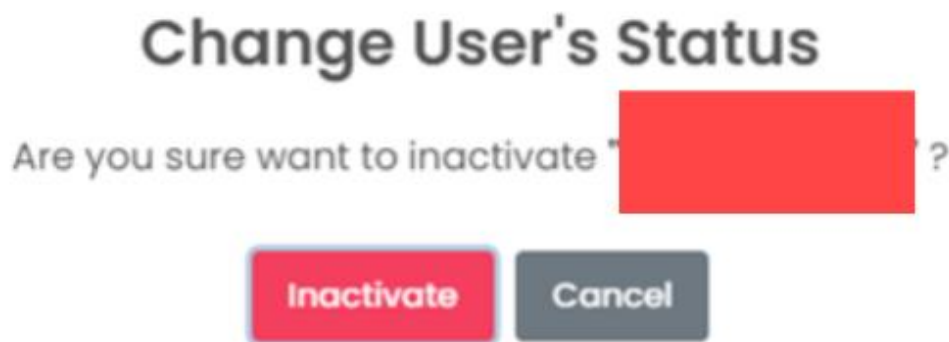 Change User's Status
Are you sure want to inactivate " " ?
Inactivate
Cancel